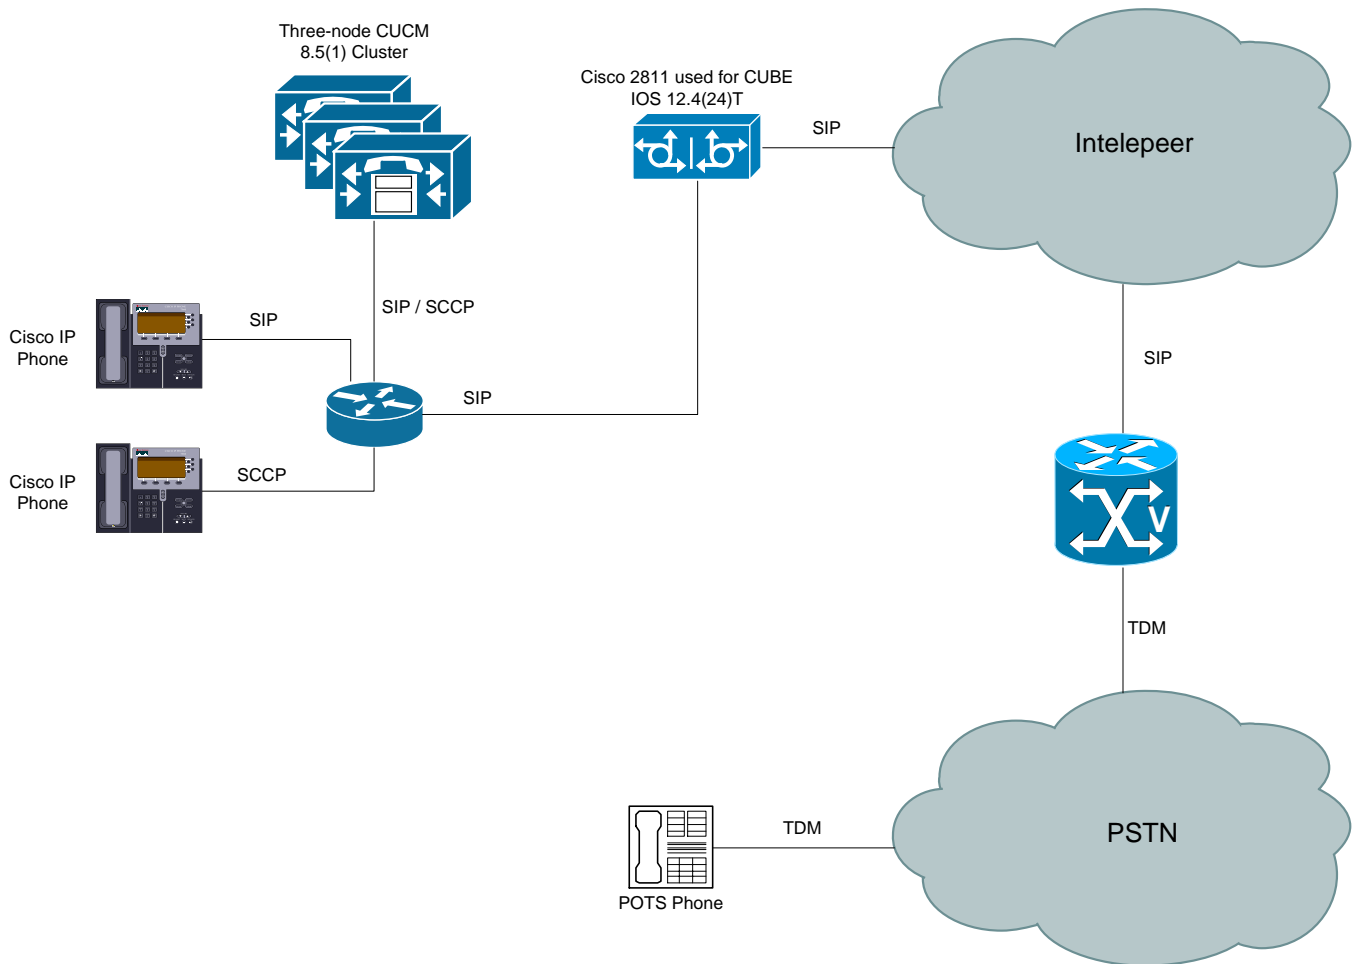 Three-node CUCM
8.5(1) Cluster
Cisco 2811 used for CUBE
IOS 12.4(24)T
SIP
Intelepeer
SIP / SCCP
SIP
Cisco IP
Phone
SIP
SIP
Cisco IP
Phone
SCCP
V
TDM
PSTN
TDM
POTS Phone